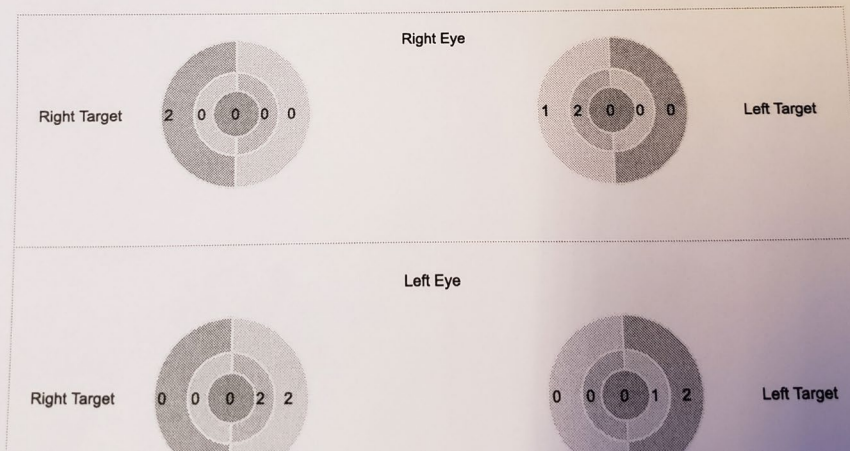 Right Eye
Right Target 2 0 0 0 0 1 2 0 0 0 Left Target
Left Eye
Right Target 0 0 0 2 2 0 0 0 1 2 Left Target